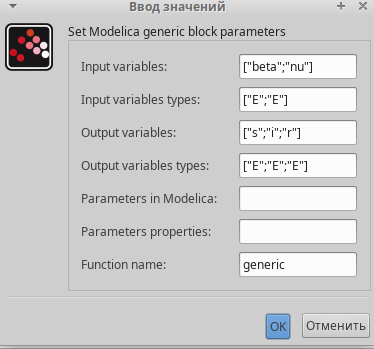 Ввод значений
Set Modelica generic block parameters
Input variables: ["beta";"nu"]
Input variables types: ["E";"E"]
Output variables: ["s";"i";"r"]
Output variables types: ["E";"E";"E"]
Parameters in Modelica:
Parameters properties:
Function name: generic
OK Отменить